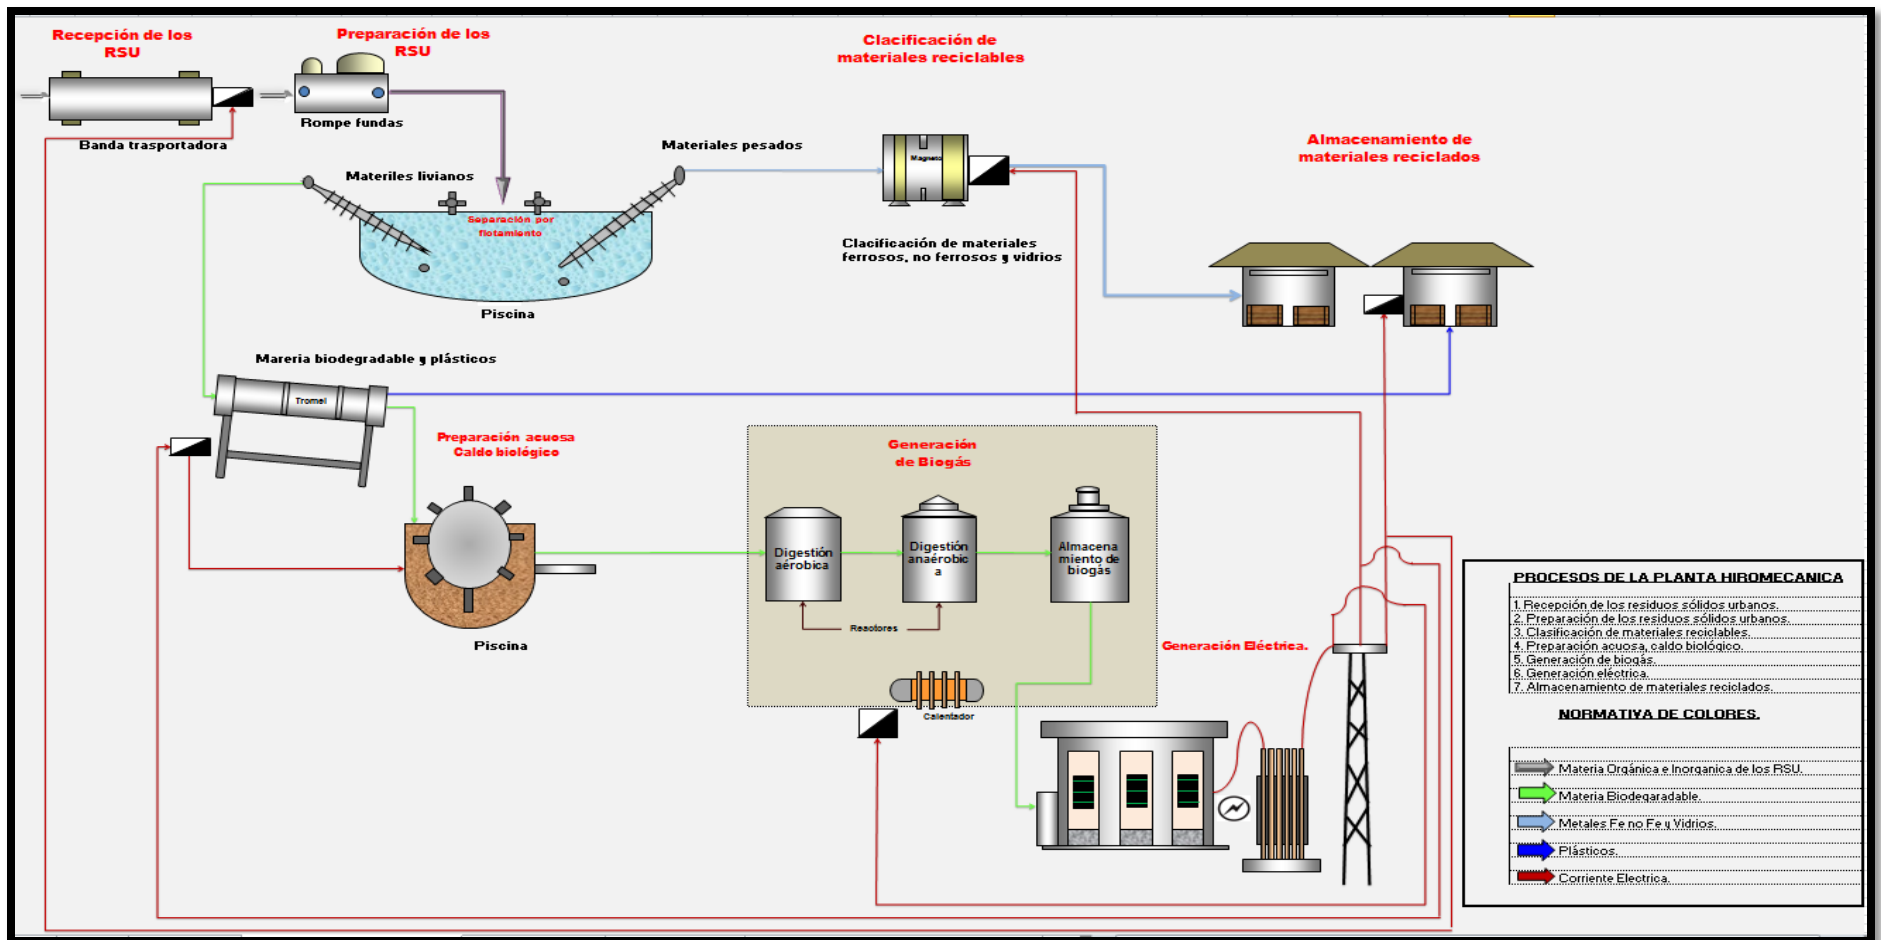 Recepción de los
RSU
Preparación de los
RSU
Clacificación de
materiales reciclables
Rompe fundas
Banda trasportadora
Materiales pesados
Almacenamiento de
materiales reciclados
Magneto
Materiles livianos
Separación por
flotamiento
Clacificación de materiales
ferrosos, no ferrosos y vidrios
Piscina
Mareria biodegradable y plásticos
Tromel
Preparación acuosa
Caldo biológico
Generación
de Biogás
Digestión
aérobica
Digestión
anaérobic
a
Almacena
miento de
biogás
Reactores
Piscina
Generación Eléctrica.
Calentador
PROCESOS DE LA PLANTA HIROMECANICA
1. Recepción de los residuos sólidos urbanos.
2. Preparación de los residuos sólidos urbanos.
3. Clasificación de materiales reciclables.
4. Preparación acuosa, caldo biológico.
5. Generación de biogás.
6. Generación eléctrica.
7. Almacenamiento de materiales reciclados.
NORMATIVA DE COLORES.
Materia Orgánica e Inorganica de los RSU.
Materia Biodegaradable.
Metales Fe no Fe y Vidrios.
Plásticos.
Corriente Electrica.